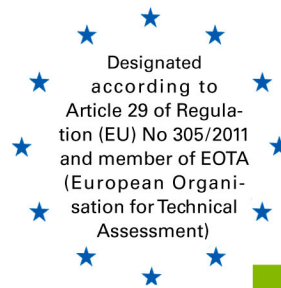 Designated
according to
Article 29 of Regula-
tion (EU) No 305/2011
and member of EOTA
(European Organi-
sation for Technical
Assessment)